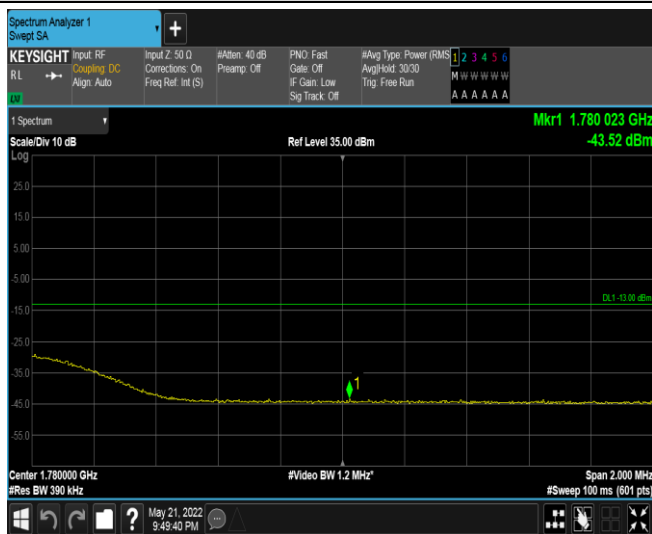 Spectrum Analyzer 1
Swept SA
KEYSIGHT
RL
Input: RF
Coupling: DC
Align: Auto
Input Z: 50 Ω
Corrections: On
Freq Ref: Int (S)
#Atten: 40 dB
Preamp: Off
PNO: Fast
Gate: Off
IF Gain: Low
Sig Track: Off
#Avg Type: Power (RMS
Avg|Hold: 30/30
Trig: Free Run
1 2 3 4 5 6
M W W W W W
A A A A A A
1 Spectrum
Scale/Div 10 dB
Log
Ref Level 35.00 dBm
Mkr1 1.780 023 GHz
-43.52 dBm
25.0
15.0
5.00
-5.00
DL1 -13.00 dBm
-15.0
-25.0
-35.0
1
-45.0
-55.0
Center 1.780000 GHz
#Video BW 1.2 MHz*
Span 2.000 MHz
#Res BW 390 kHz
#Sweep 100 ms (601 pts)
?
May 21, 2022
9:49:40 PM